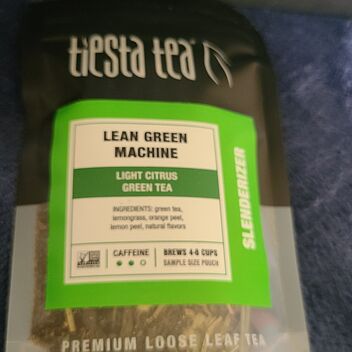 tiesta tea
LEAN GREEN
MACHINE
LIGHT CITRUS
GREEN TEA
INGREDIENTS: green tea,
lemongrass, orange peel,
lemon peel, natural flavors
CAFFEINE
BREWS 4-6 CUPS
SAMPLE SIZE POUCH
SLENDERIZER
PREMIUM LOOSE LEAF TEA